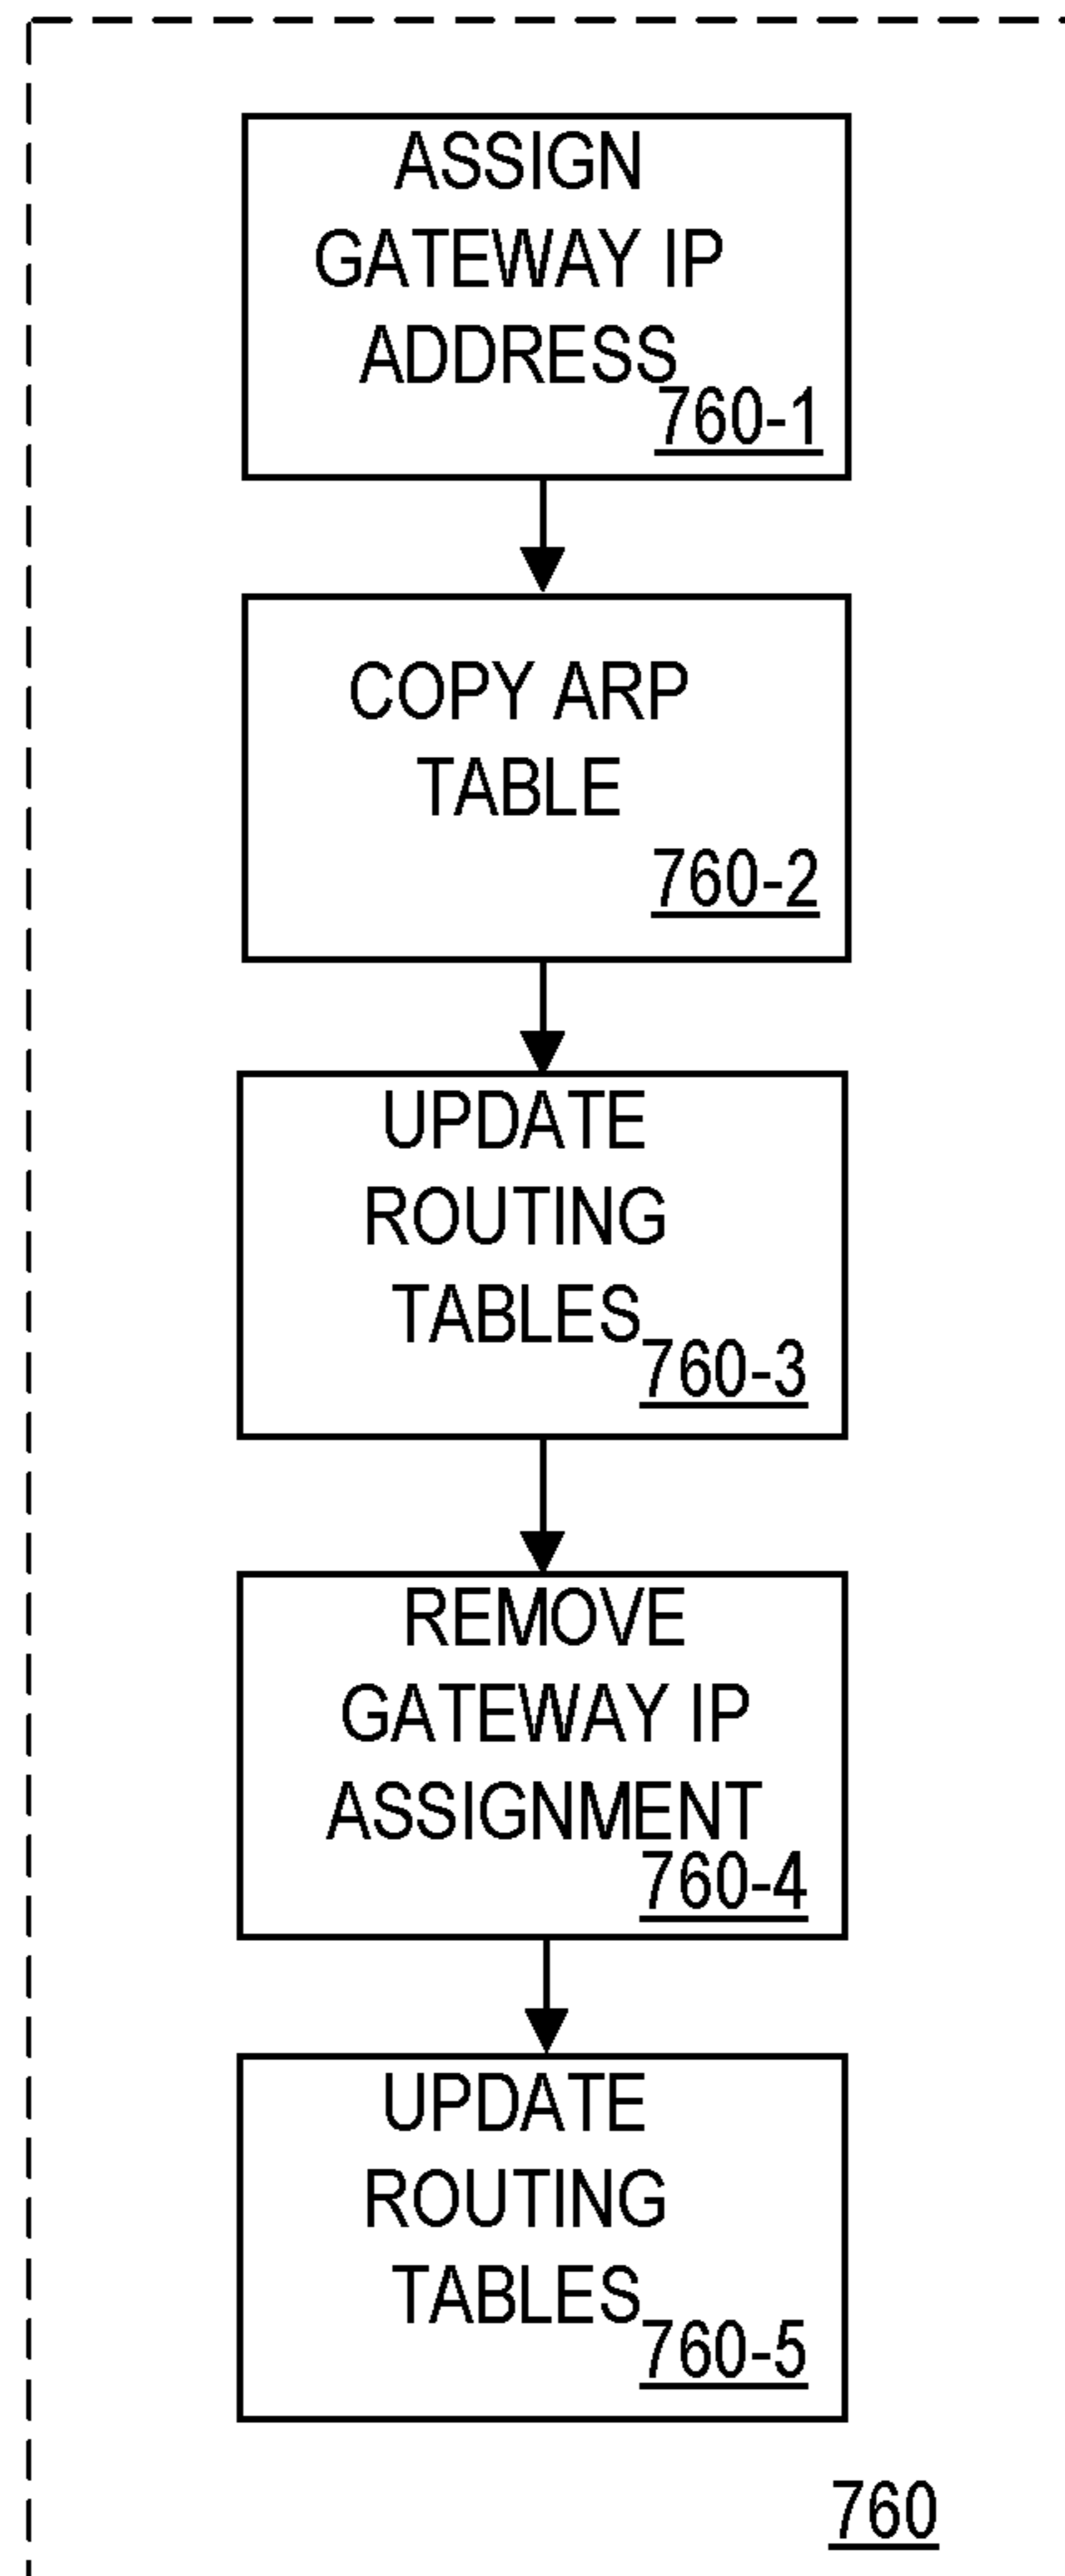 ASSIGN
GATEWAY IP
ADDRESS
760-1
COPY ARP
TABLE
760-2
UPDATE
ROUTING
TABLES
760-3
REMOVE
GATEWAY IP
ASSIGNMENT
760-4
UPDATE
ROUTING
TABLES
760-5
760